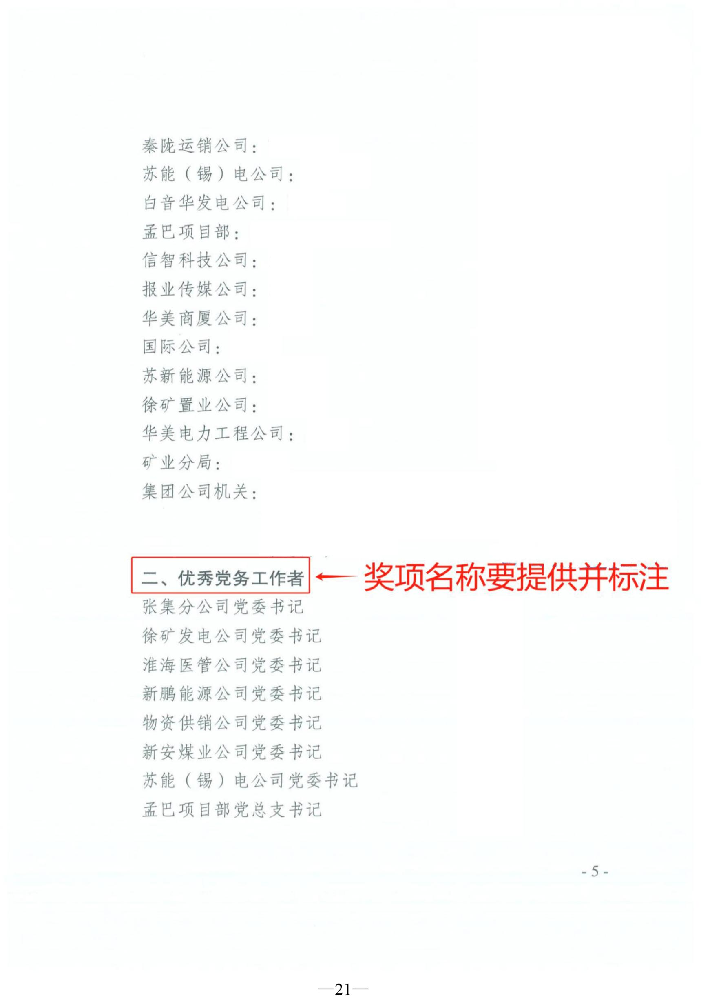 秦陇运销公司：
苏能（锡）电公司：
白音华发电公司：
孟巴项目部：
信智科技公司：
报业传媒公司：
华美商厦公司：
国际公司：
苏新能源公司：
徐矿置业公司：
华美电力工程公司：
矿业分局：
集团公司机关：
二、优秀党务工作者 奖项名称要提供并标注
张集分公司党委书记
徐矿发电公司党委书记
淮海医管公司党委书记
新鹏能源公司党委书记
物资供销公司党委书记
新安煤业公司党委书记
苏能（锡）电公司党委书记
孟巴项目部党总支书记
- 5 -
—21—